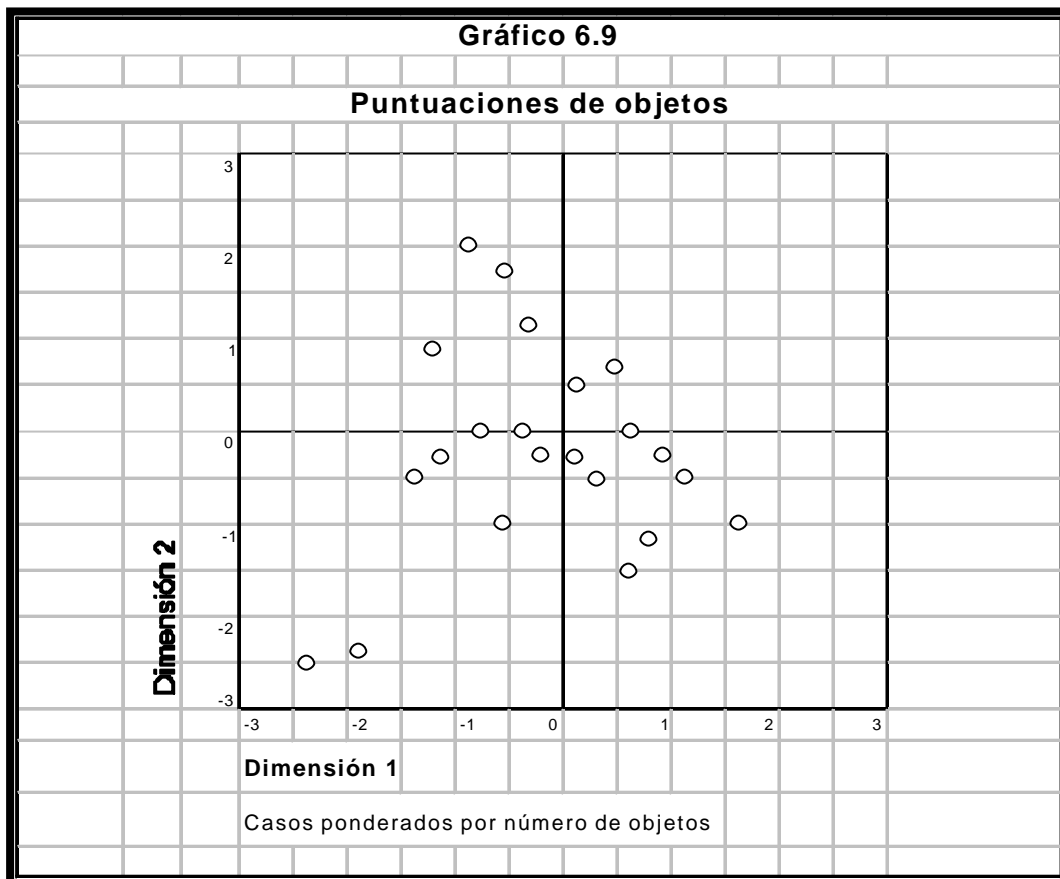 Gráfico 6.9
Puntuaciones de objetos
3
2
1
0
-1
-2
-3
Dimensión 2
-3 -2 -1 0 1 2 3
Dimensión 1
Casos ponderados por número de objetos